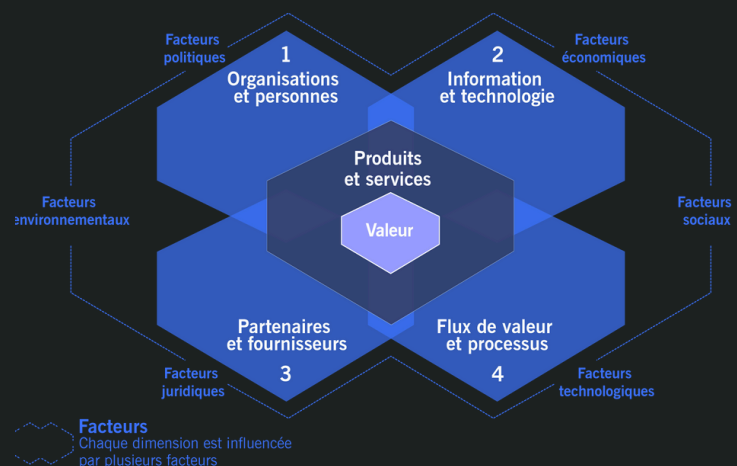 Facteurs
politiques
1
Organisations
et personnes
2
Information
et technologie
Facteurs
économiques
Produits
et services
Valeur
Facteurs
environnementaux
Facteurs
sociaux
Partenaires
et fournisseurs
3
Flux de valeur
et processus
4
Facteurs
juridiques
Facteurs
technologiques
Facteurs
Chaque dimension est influencée
par plusieurs facteurs